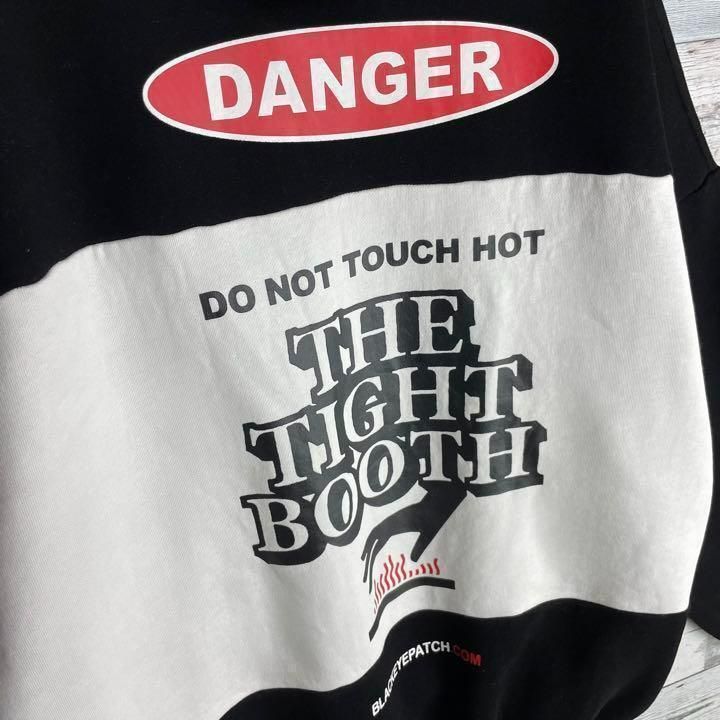 DANGER
DO NOT TOUCH HOT
THE
TIGHT
BOOTH
BLACKEYEPATCH.COM